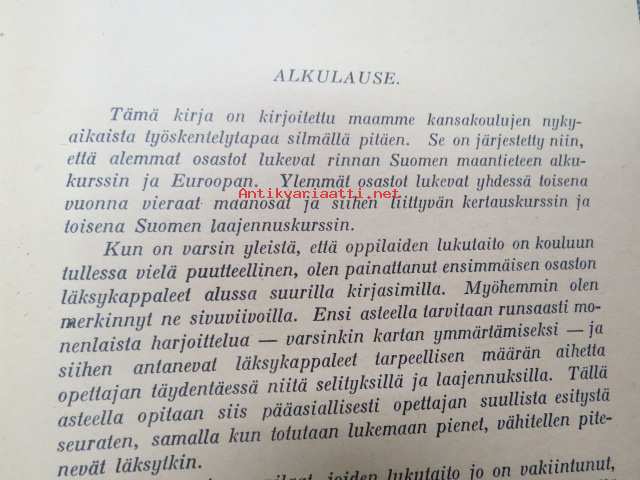 ALKULAUSE.
Tämä kirja on kirjoitettu maamme kansakoulujen nyky-
aikaista työskentelytapaa silmällä pitäen. Se on järjestetty niin,
että alemmat osastot lukevat rinnan Suomen maantieteen alku-
kurssin ja Euroopan. Ylemmät osastot lukevat yhdessä toisena
Antikvariaatti.net
vuonna vieraat maanosat ja siihen liittyvän kertauskurssin ja
toisena Suomen laajennuskurssin.
Kun on varsin yleistä, että oppilaiden lukutaito on kouluun
tullessa vielä puutteellinen, olen painattanut ensimmäisen osaston
läksykappaleet alussa suurilla kirjasimilla. Myöhemmin olen
merkinnyt ne sivuviivoilla. Ensi asteella tarvitaan runsaasti mo-
nenlaista harjoittelua — varsinkin kartan ymmärtämiseksi — ja
siihen antanevat läksykappaleet tarpeellisen määrän aihetta
opettajan täydentäessä niitä selityksillä ja laajennuksilla. Tällä
asteella opitaan siis pääasiallisesti opettajan suullista esitystä
seuraten, samalla kun totutaan lukemaan pienet, vähitellen pite-
nevät läksytkin.
joiden lukutaito jo on vakiintunut,